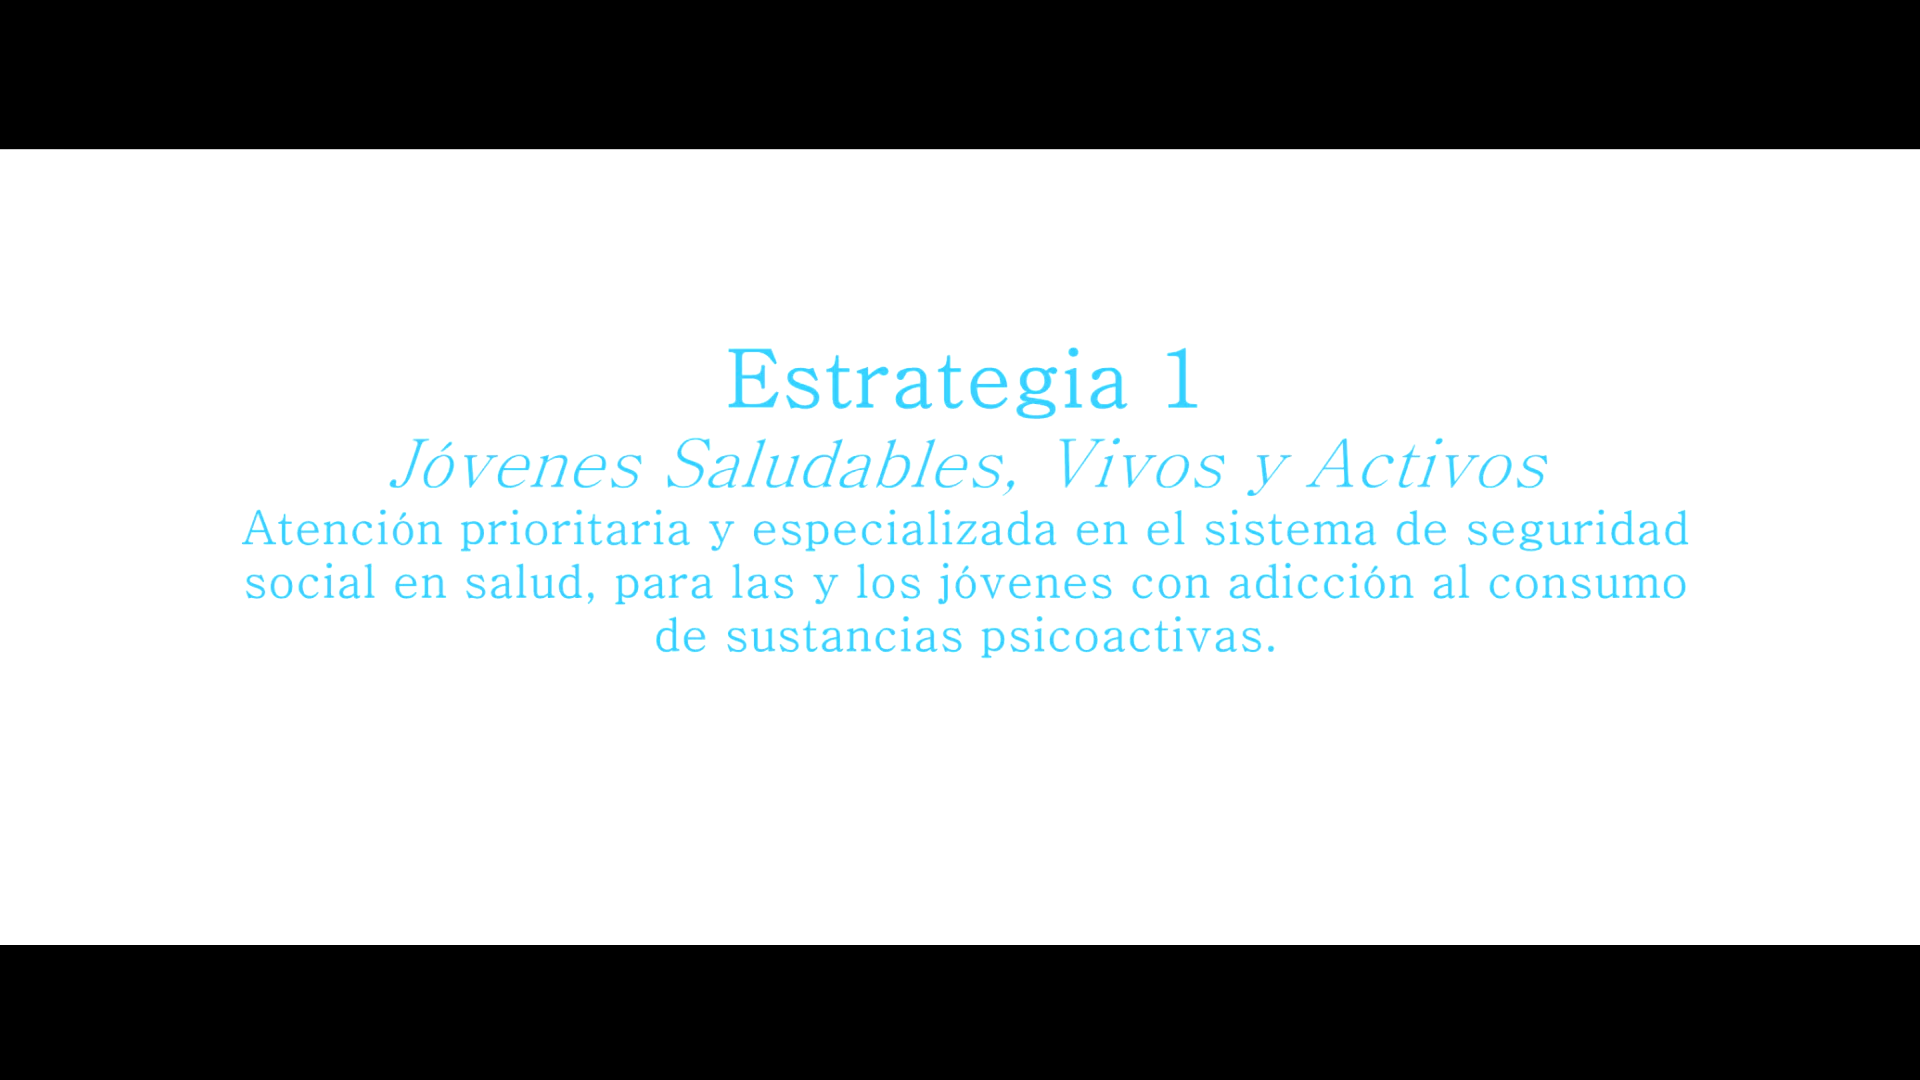 Estrategia 1
Jóvenes Saludables, Vivos y Activos
Atención prioritaria y especializada en el sistema de seguridad
social en salud, para las y los jóvenes con adicción al consumo
de sustancias psicoactivas.